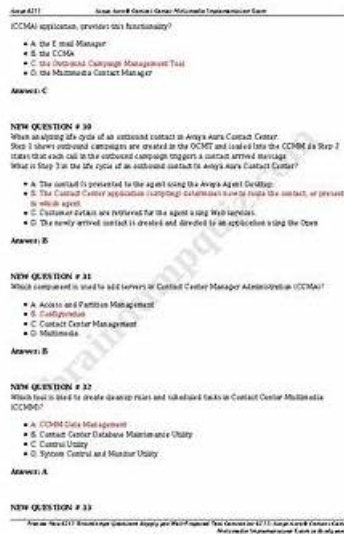 Avaya 6211 Avaya Aura® Contact Center Multimedia Implementation Exam
(CCMA) application, provides this functionality?
A. the E-mail Manager
B. the CCMA
C. the Outbound Campaign Management Tool
D. the Multimedia Contact Manager
Answer: C
NEW QUESTION # 30
When analyzing life cycle of an outbound contact in Avaya Aura Contact Center.
Step 1 shows outbound campaigns are created in the OCMT and loaded into the CCMM db Step 2
states that each call in the outbound campaign triggers a contact arrived message.
What is Step 3 in the life cycle of an outbound contact in Avaya Aura Contact Center?
A. The contact is presented to the agent using the Avaya Agent Desktop.
B. The Contact Center application (scripting) determines how to route the contact, or present
to which agent.
C. Customer details are retrieved for the agent using Web services.
D. The newly arrived contact is created and directed to an application using the Open
Answer: B
NEW QUESTION # 31
Which component is used to add servers in Contact Center Manager Administration (CCMA)?
A. Access and Partition Management
B. Configuration
C. Contact Center Management
D. Multimedia
Answer: B
NEW QUESTION # 32
Which tool is used to create cleanup rules and scheduled tasks in Contact Center Multimedia
(CCMM)?
A. CCMM Data Management
B. Contact Center Database Maintenance Utility
C. Control Utility
D. System Control and Monitor Utility
Answer: A
NEW QUESTION # 33